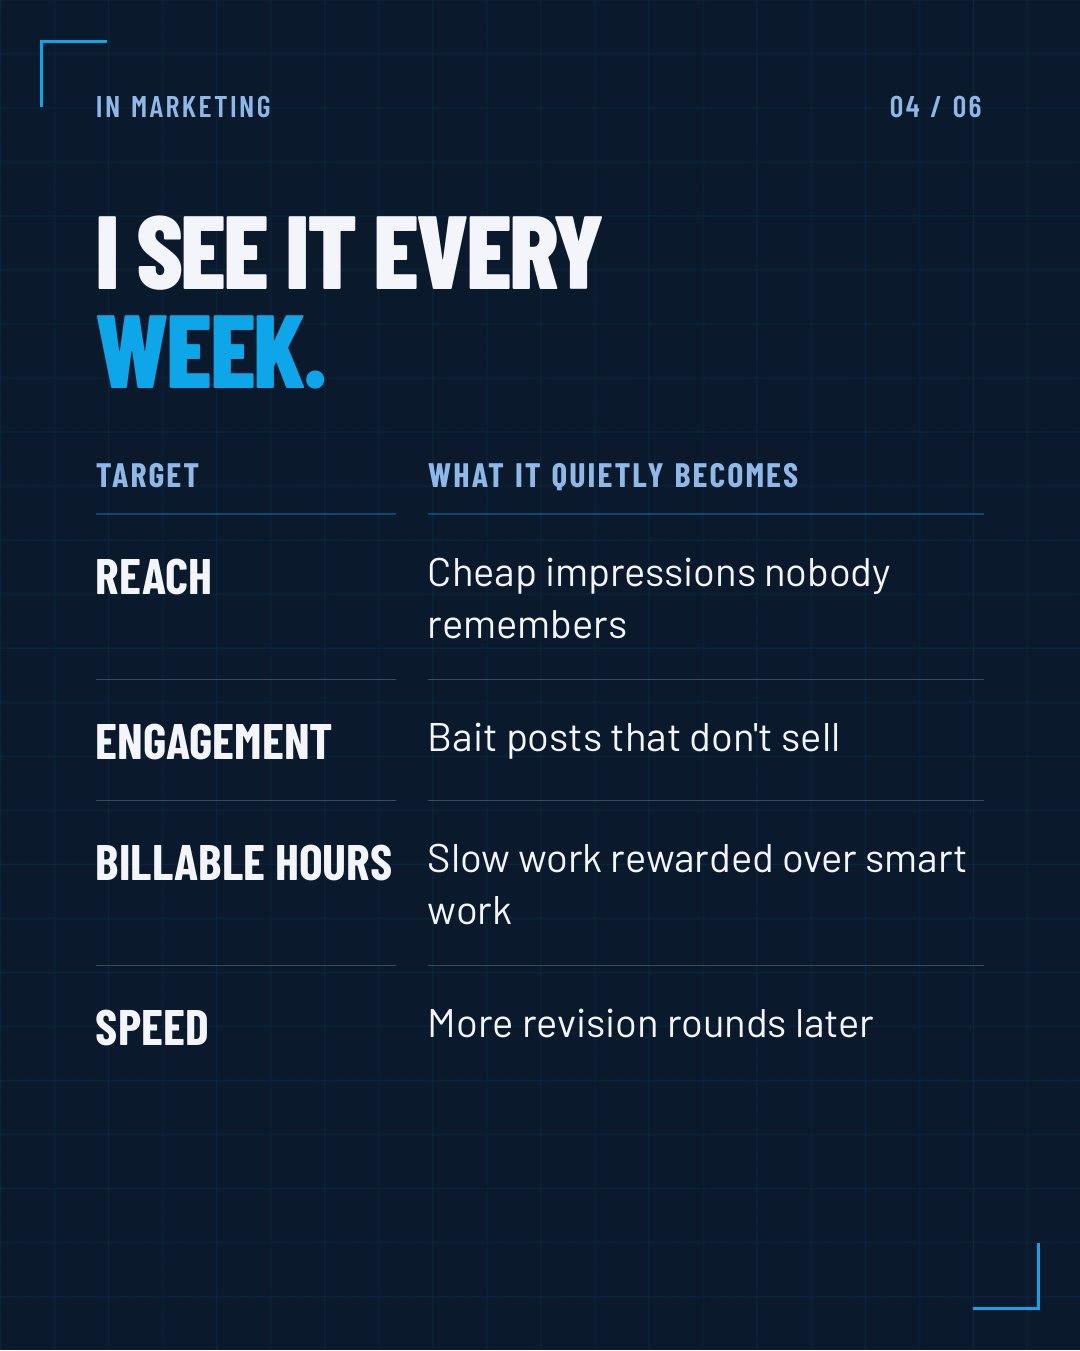 IN MARKETING
04 / 06
I SEE IT EVERY
WEEK.
TARGET
WHAT IT QUIETLY BECOMES
REACH
Cheap impressions nobody
remembers
ENGAGEMENT
Bait posts that don't sell
BILLABLE HOURS
Slow work rewarded over smart
work
SPEED
More revision rounds later